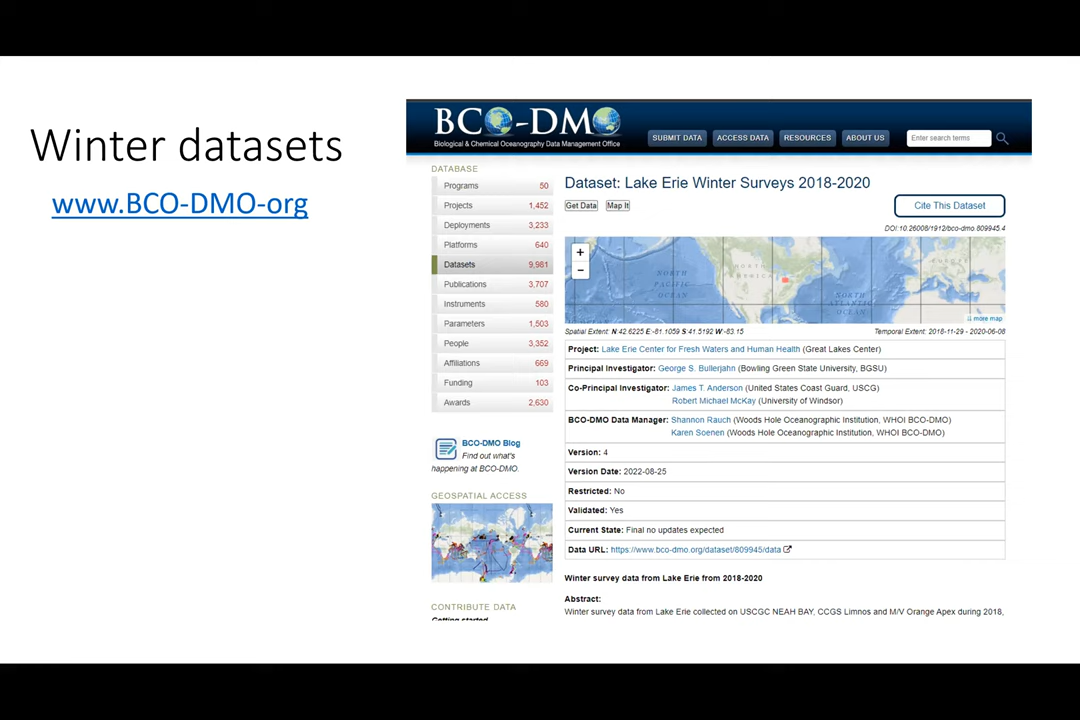 Winter datasets
www.BCO-DMO-org
BCO-DMO
Biological & Chemical Oceanography Data Management Office
SUBMIT DATA
ACCESS DATA
RESOURCES
ABOUT US
Enter search terms
DATABASE
Programs 50
Projects 1,452
Deployments 3,233
Platforms 640
Datasets 9,981
Publications 3,707
Instruments 580
Parameters 1,503
People 3,352
Affiliations 669
Funding 103
Awards 2,630
BCO-DMO Blog
Find out what's
happening at BCO-DMO.
GEOSPATIAL ACCESS
CONTRIBUTE DATA
Getting started
Dataset: Lake Erie Winter Surveys 2018-2020
Get Data Map It
Cite This Dataset
DOI:10.26008/1912/bco-dmo.809945.4
+
−
NORTH
PACIFIC
OCEAN
NORTH
AMERICA
NORTH
ATLANTIC
OCEAN
EUROPE
more map
Spatial Extent: N:42.6225 E:-81.1059 S:41.5192 W:-83.15
Temporal Extent: 2018-11-29 - 2020-06-08
Project: Lake Erie Center for Fresh Waters and Human Health (Great Lakes Center)
Principal Investigator: George S. Bullerjahn (Bowling Green State University, BGSU)
Co-Principal Investigator: James T. Anderson (United States Coast Guard, USCG)
Robert Michael McKay (University of Windsor)
BCO-DMO Data Manager: Shannon Rauch (Woods Hole Oceanographic Institution, WHOI BCO-DMO)
Karen Soenen (Woods Hole Oceanographic Institution, WHOI BCO-DMO)
Version: 4
Version Date: 2022-08-25
Restricted: No
Validated: Yes
Current State: Final no updates expected
Data URL: https://www.bco-dmo.org/dataset/809945/data
Winter survey data from Lake Erie from 2018-2020
Abstract:
Winter survey data from Lake Erie collected on USCGC NEAH BAY, CCGS Limnos and M/V Orange Apex during 2018,